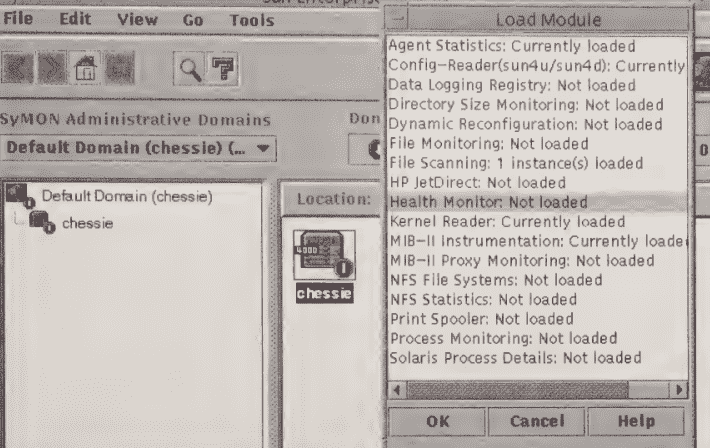 Load Module
File Edit View Go Tools
Agent Statistics: Currently loaded
Config-Reader(sun4u/sun4d): Currently
Data Logging Registry: Not loaded
Directory Size Monitoring: Not loaded
SyMON Administrative Domains
Dynamic Reconfiguration: Not loaded
Default Domain (chessie) (...
File Monitoring: Not loaded
File Scanning: 1 instance(s) loaded
HP JetDirect: Not loaded
Default Domain (chessie)
Location:
Health Monitor: Not loaded
chessie
Kernel Reader: Currently loaded
MIB-II Instrumentation: Currently loade
4000
MIB-II Proxy Monitoring: Not loaded
NFS File Systems: Not loaded
chessie
NFS Statistics: Not loaded
Print Spooler: Not loaded
Process Monitoring: Not loaded
Solaris Process Details: Not loaded
OK Cancel Help